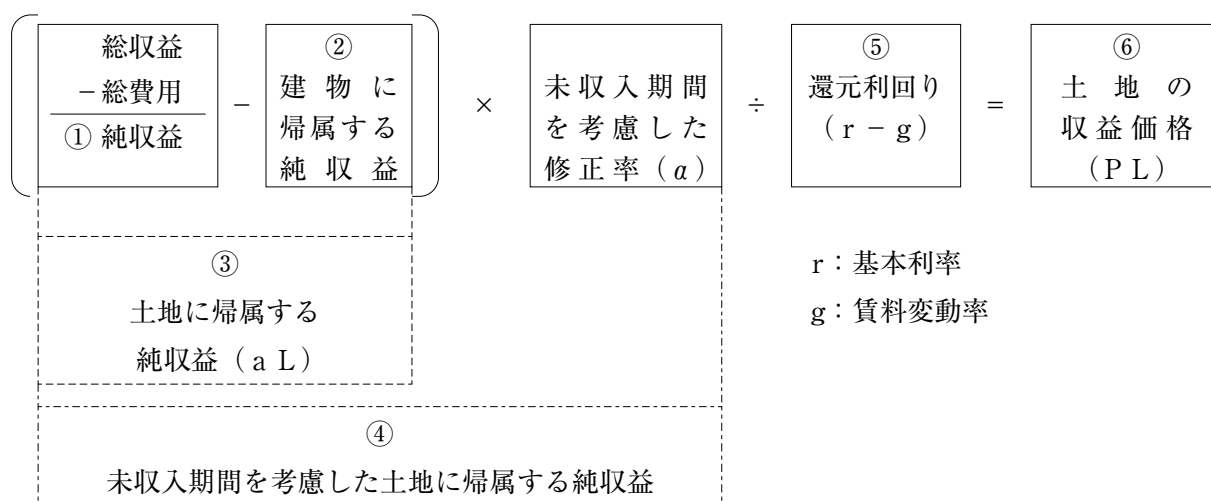 総収益
－総費用
① 純収益
－
②
建物に
帰属する
純収益
×
未収入期間
を考慮した
修正率（α）
÷
⑤
還元利回り
（r－g）
＝
⑥
土地の
収益価格
（PL）
③
土地に帰属する
純収益（aL）
r：基本利率
g：賃料変動率
④
未収入期間を考慮した土地に帰属する純収益